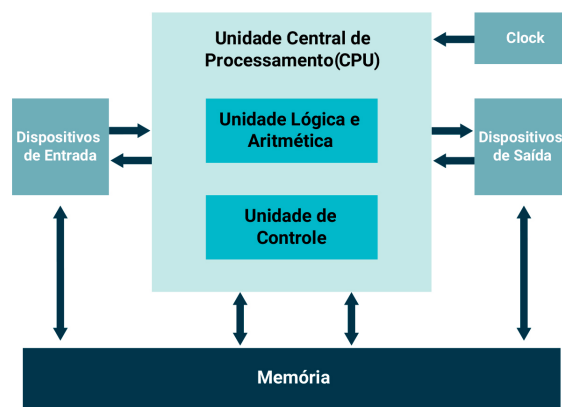 Unidade Central de
Processamento(CPU)
Clock
Dispositivos
de Entrada
Unidade Lógica e
Aritmética
Dispositivos
de Saída
Unidade de
Controle
Memória